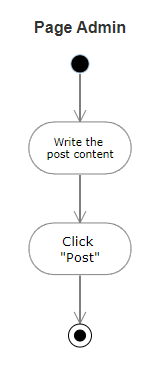 Page Admin
Write the
post content
Click
"Post"